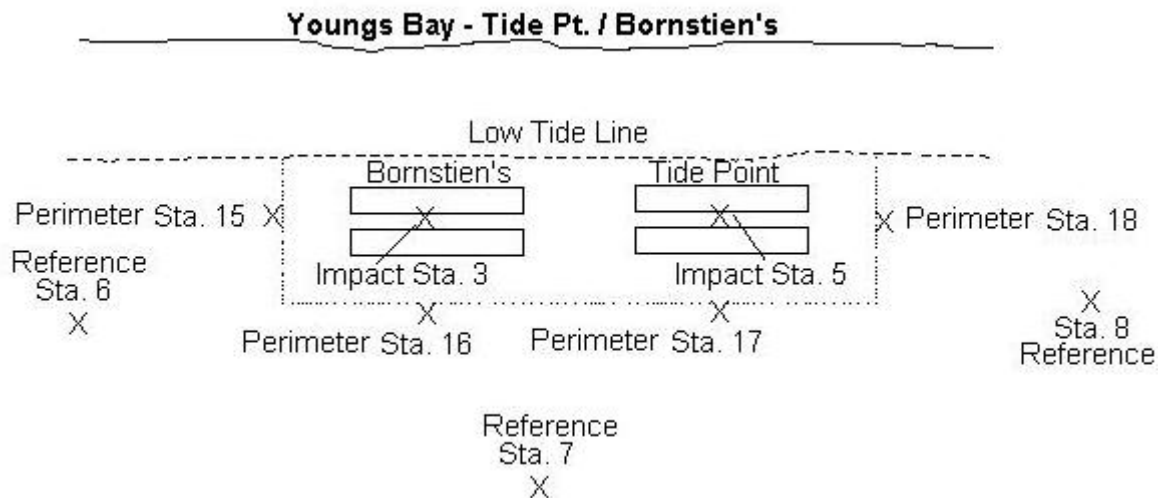 Youngs Bay - Tide Pt. / Bornstien's
Low Tide Line
Bornstien's
Tide Point
Perimeter Sta. 15
Perimeter Sta. 18
Reference
Sta. 6
Impact Sta. 3
Impact Sta. 5
Perimeter Sta. 16
Perimeter Sta. 17
Sta. 8
Reference
Reference
Sta. 7